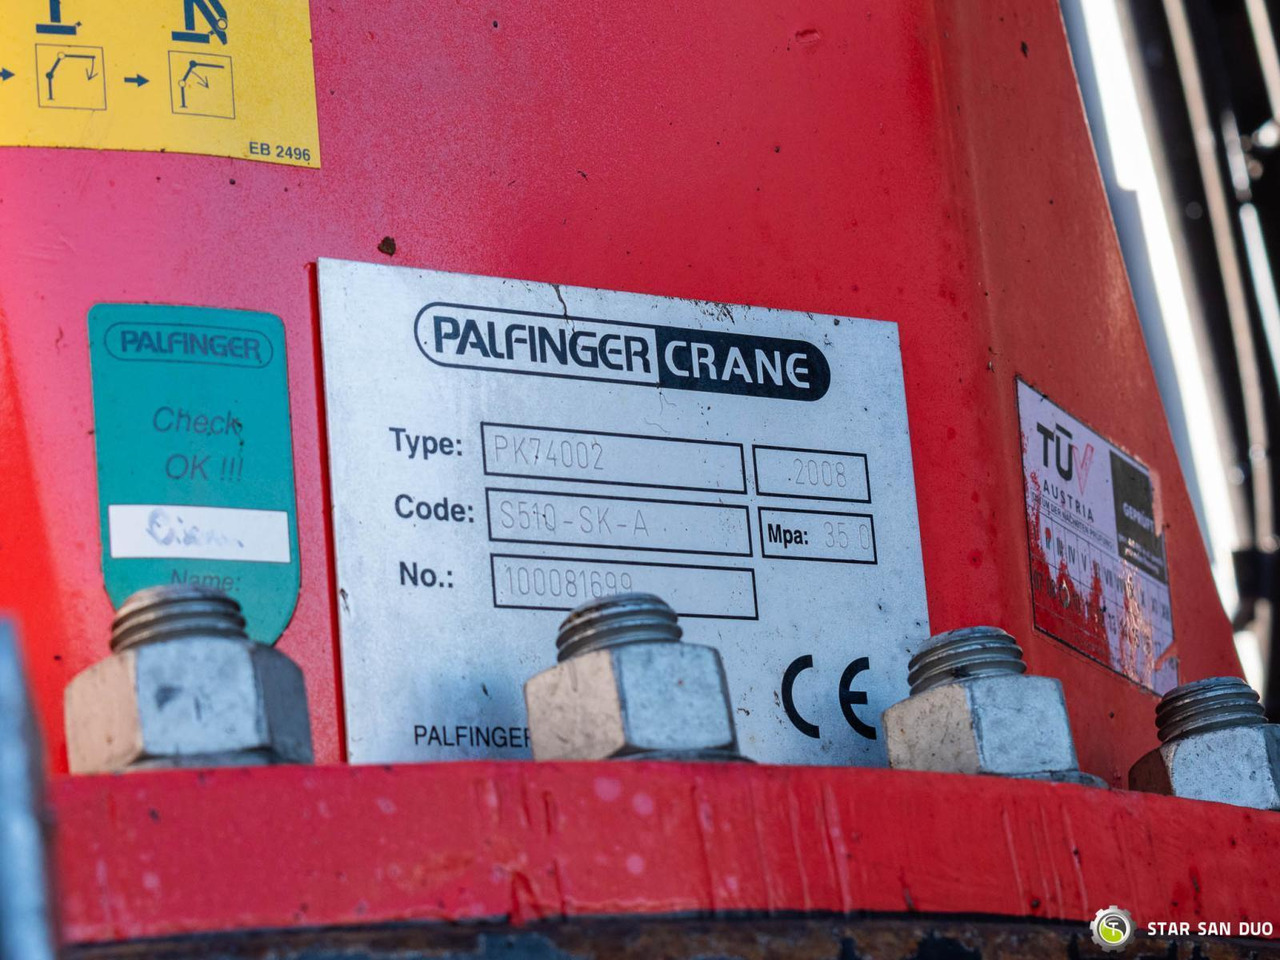 EB 2496
PALFINGER
Check
OK !!!
Name:
PALFINGER CRANE
Type: PK74002 2008
Code: S510-SK-A Mpa: 35.0
No.: 100081699
PALFINGER
CE
TÜV
AUSTRIA
GEPRÜFT
STAR SAN DUO